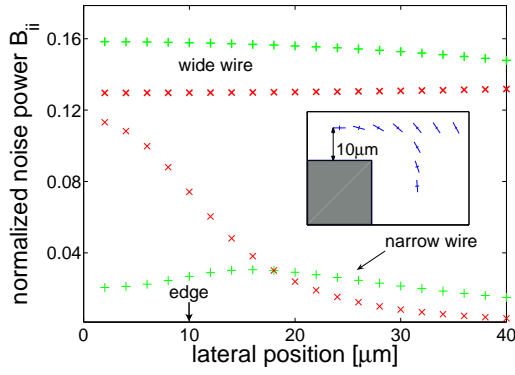 normalized noise power B_ii
0.16
0.12
0.08
0.04
wide wire
10μm
narrow wire
edge
0
10
20
30
40
lateral position [μm]